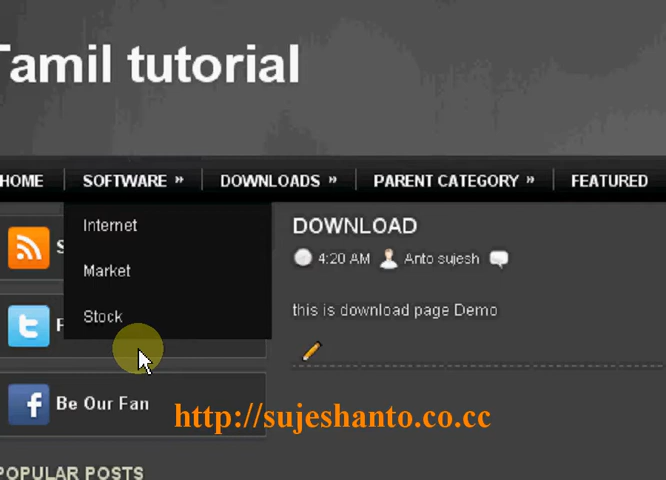 Tamil tutorial
HOME SOFTWARE » DOWNLOADS » PARENT CATEGORY » FEATURED
Internet
Market
Stock
DOWNLOAD
4:20 AM Anto sujesh
this is download page Demo
Be Our Fan
http://sujeshanto.co.cc
POPULAR POSTS